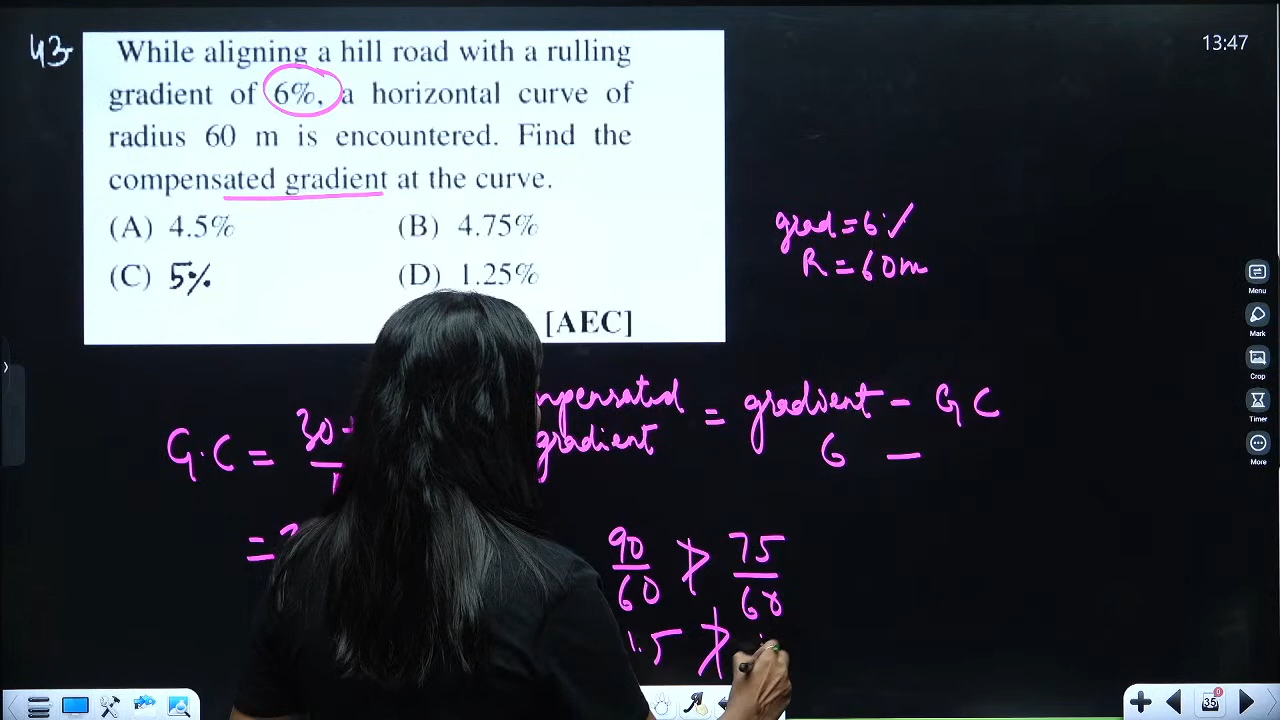 43
13:47
While aligning a hill road with a rulling
gradient of 6%, a horizontal curve of
radius 60 m is encountered. Find the
compensated gradient at the curve.
(A) 4.5% (B) 4.75%
(C) 5% (D) 1.25%
[AEC]
grad = 6%
R = 60m
gradient = gradient - GC
G.C = 30
6 -
=
90/60 > 75/60
1.5 >
Menu
Mark
Crop
Timer
More
35